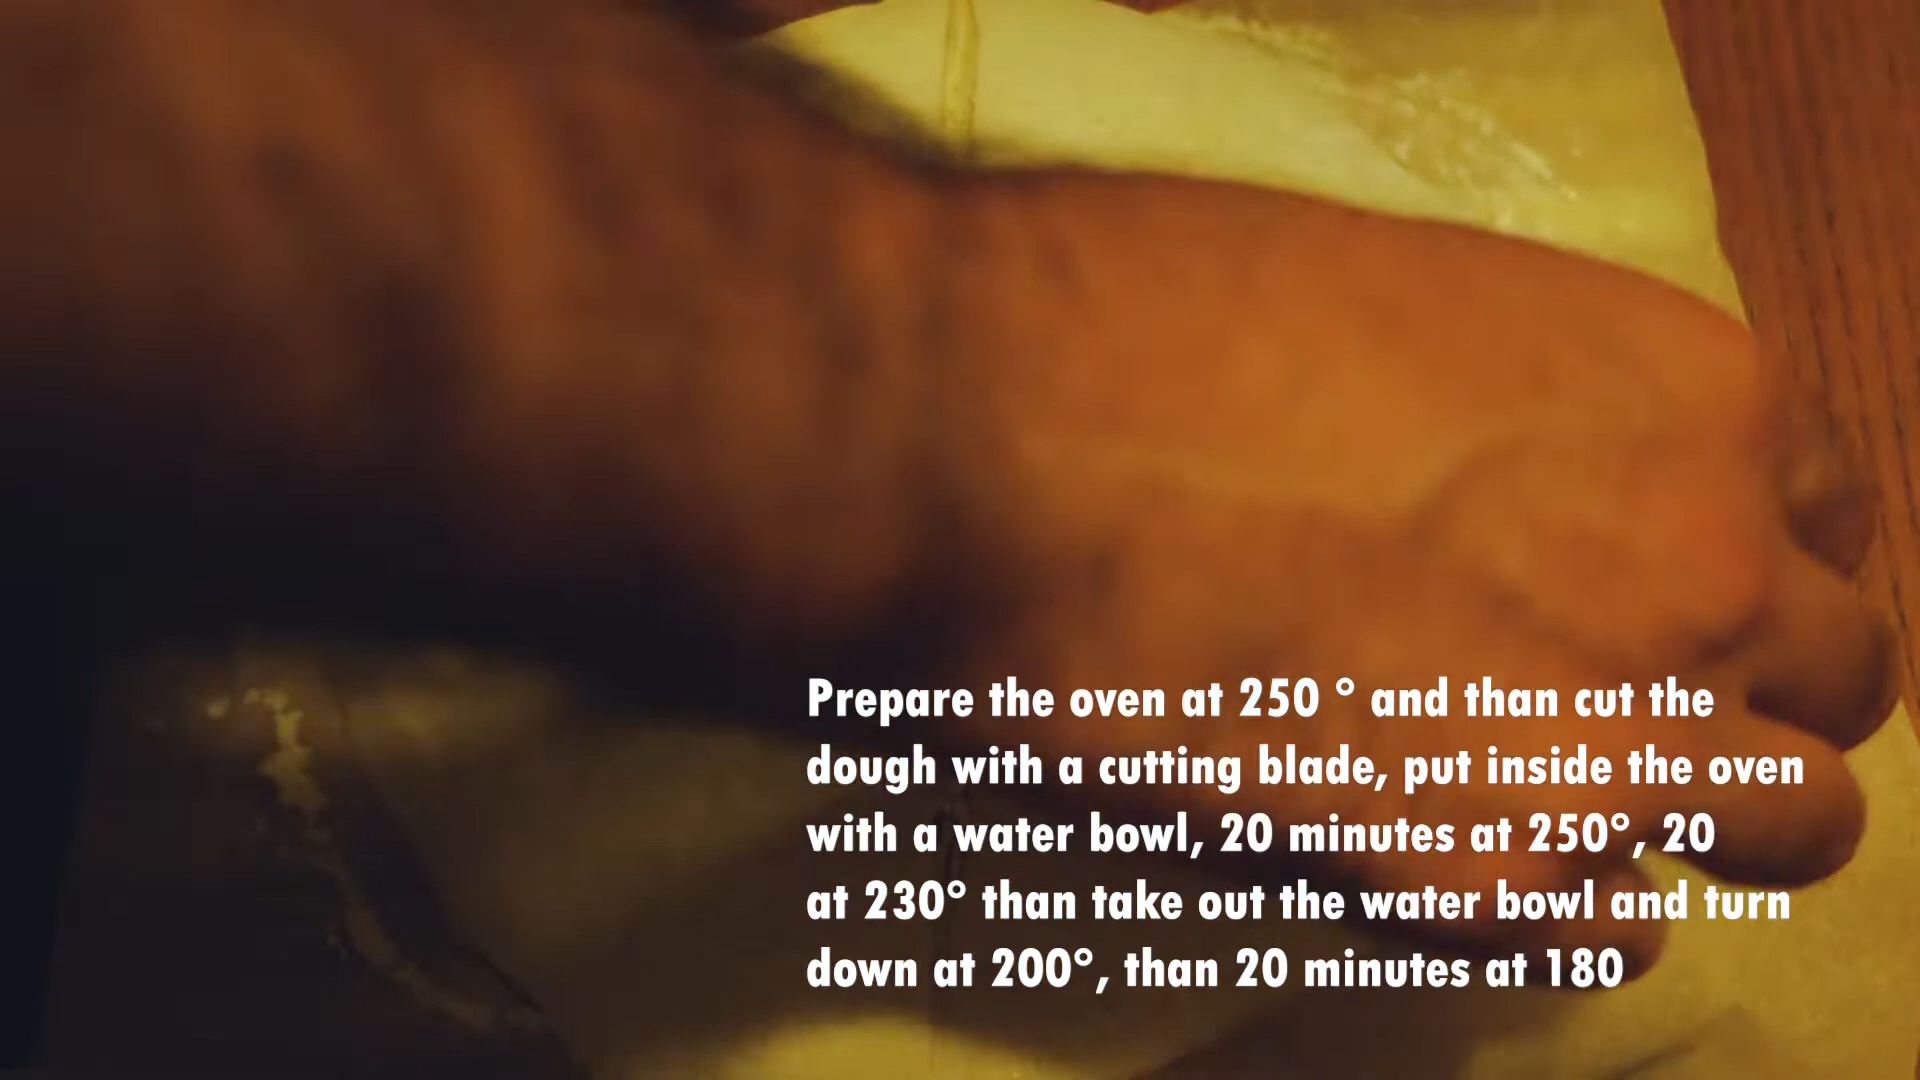 Prepare the oven at 250 ° and than cut the
dough with a cutting blade, put inside the oven
with a water bowl, 20 minutes at 250°, 20
at 230° than take out the water bowl and turn
down at 200°, than 20 minutes at 180